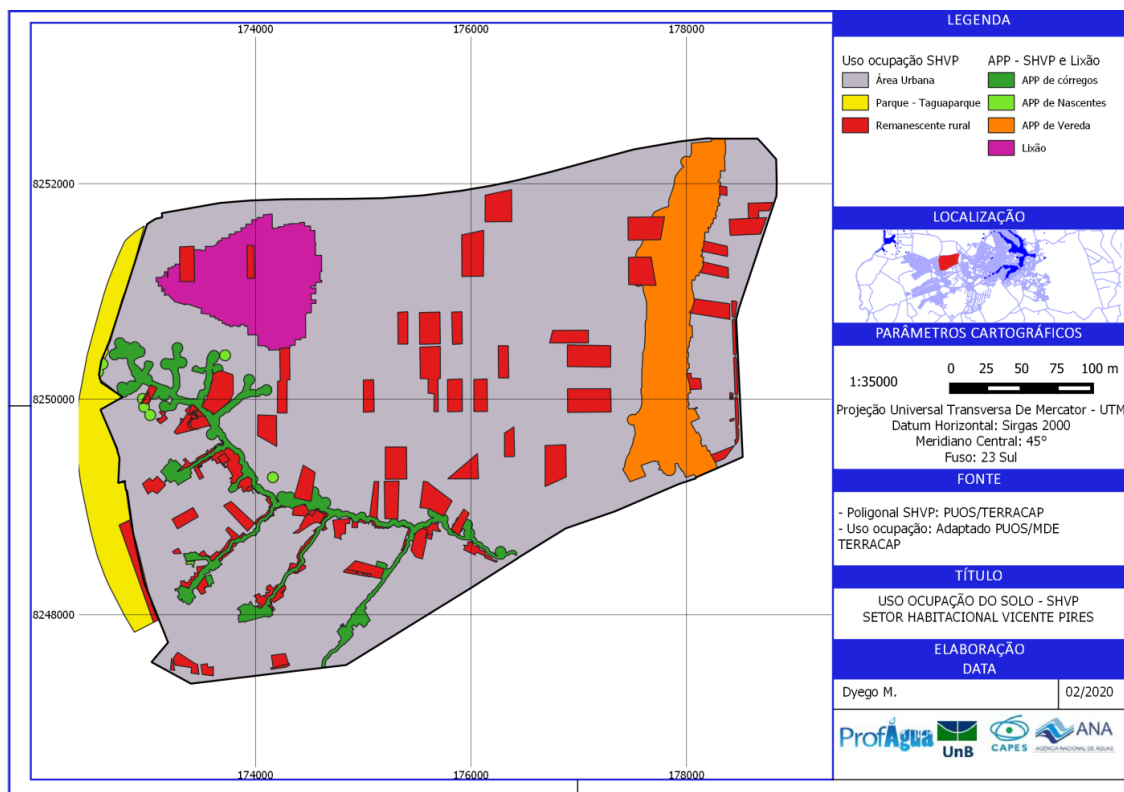 174000 176000 178000
8252000
8250000
8248000
174000 176000 178000
LEGENDA
Uso ocupação SHVP
Área Urbana
Parque - Taguaparque
Remanescente rural
APP - SHVP e Lixão
APP de córregos
APP de Nascentes
APP de Vereda
Lixão
LOCALIZAÇÃO
PARÂMETROS CARTOGRÁFICOS
1:35000
0 25 50 75 100 m
Projeção Universal Transversa De Mercator - UTM
Datum Horizontal: Sirgas 2000
Meridiano Central: 45°
Fuso: 23 Sul
FONTE
- Poligonal SHVP: PUOS/TERRACAP
- Uso ocupação: Adaptado PUOS/MDE
TERRACAP
TÍTULO
USO OCUPAÇÃO DO SOLO - SHVP
SETOR HABITACIONAL VICENTE PIRES
ELABORAÇÃO
DATA
Dyego M. 02/2020
ProfÁgua
UnB
CAPES
ANA
AGÊNCIA NACIONAL DE ÁGUAS